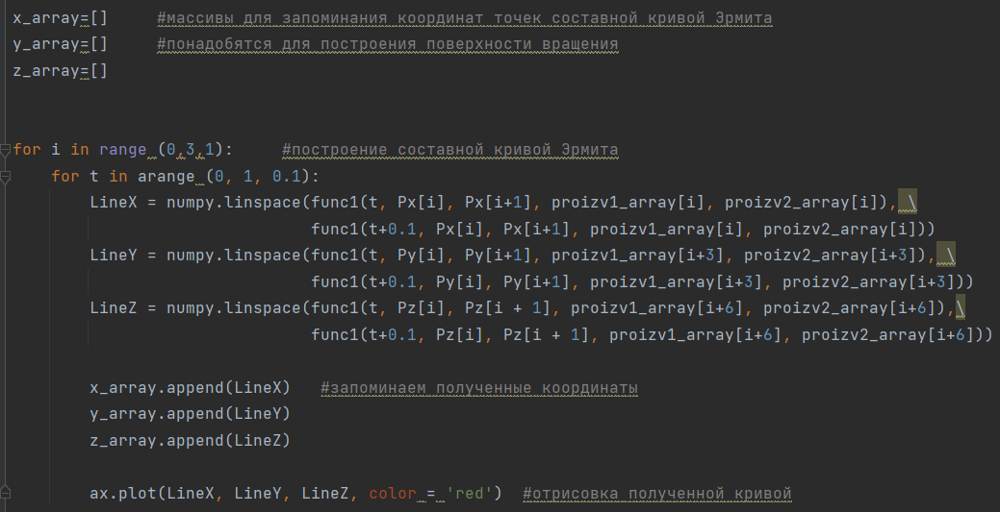 x_array=[]     #массивы для запоминания координат точек составной кривой Эрмита
y_array=[]     #понадобятся для построения поверхности вращения
z_array=[]
for i in range (0,3,1):     #построение составной кривой Эрмита
    for t in arange (0, 1, 0.1):
        LineX = numpy.linspace(func1(t, Px[i], Px[i+1], proizv1_array[i], proizv2_array[i]), \
                               func1(t+0.1, Px[i], Px[i+1], proizv1_array[i], proizv2_array[i]))
        LineY = numpy.linspace(func1(t, Py[i], Py[i+1], proizv1_array[i+3], proizv2_array[i+3]), \
                               func1(t+0.1, Py[i], Py[i+1], proizv1_array[i+3], proizv2_array[i+3]))
        LineZ = numpy.linspace(func1(t, Pz[i], Pz[i + 1], proizv1_array[i+6], proizv2_array[i+6]),\
                               func1(t+0.1, Pz[i], Pz[i + 1], proizv1_array[i+6], proizv2_array[i+6]))
        x_array.append(LineX)   #запоминаем полученные координаты
        y_array.append(LineY)
        z_array.append(LineZ)
        ax.plot(LineX, LineY, LineZ, color = 'red')  #отрисовка полученной кривой